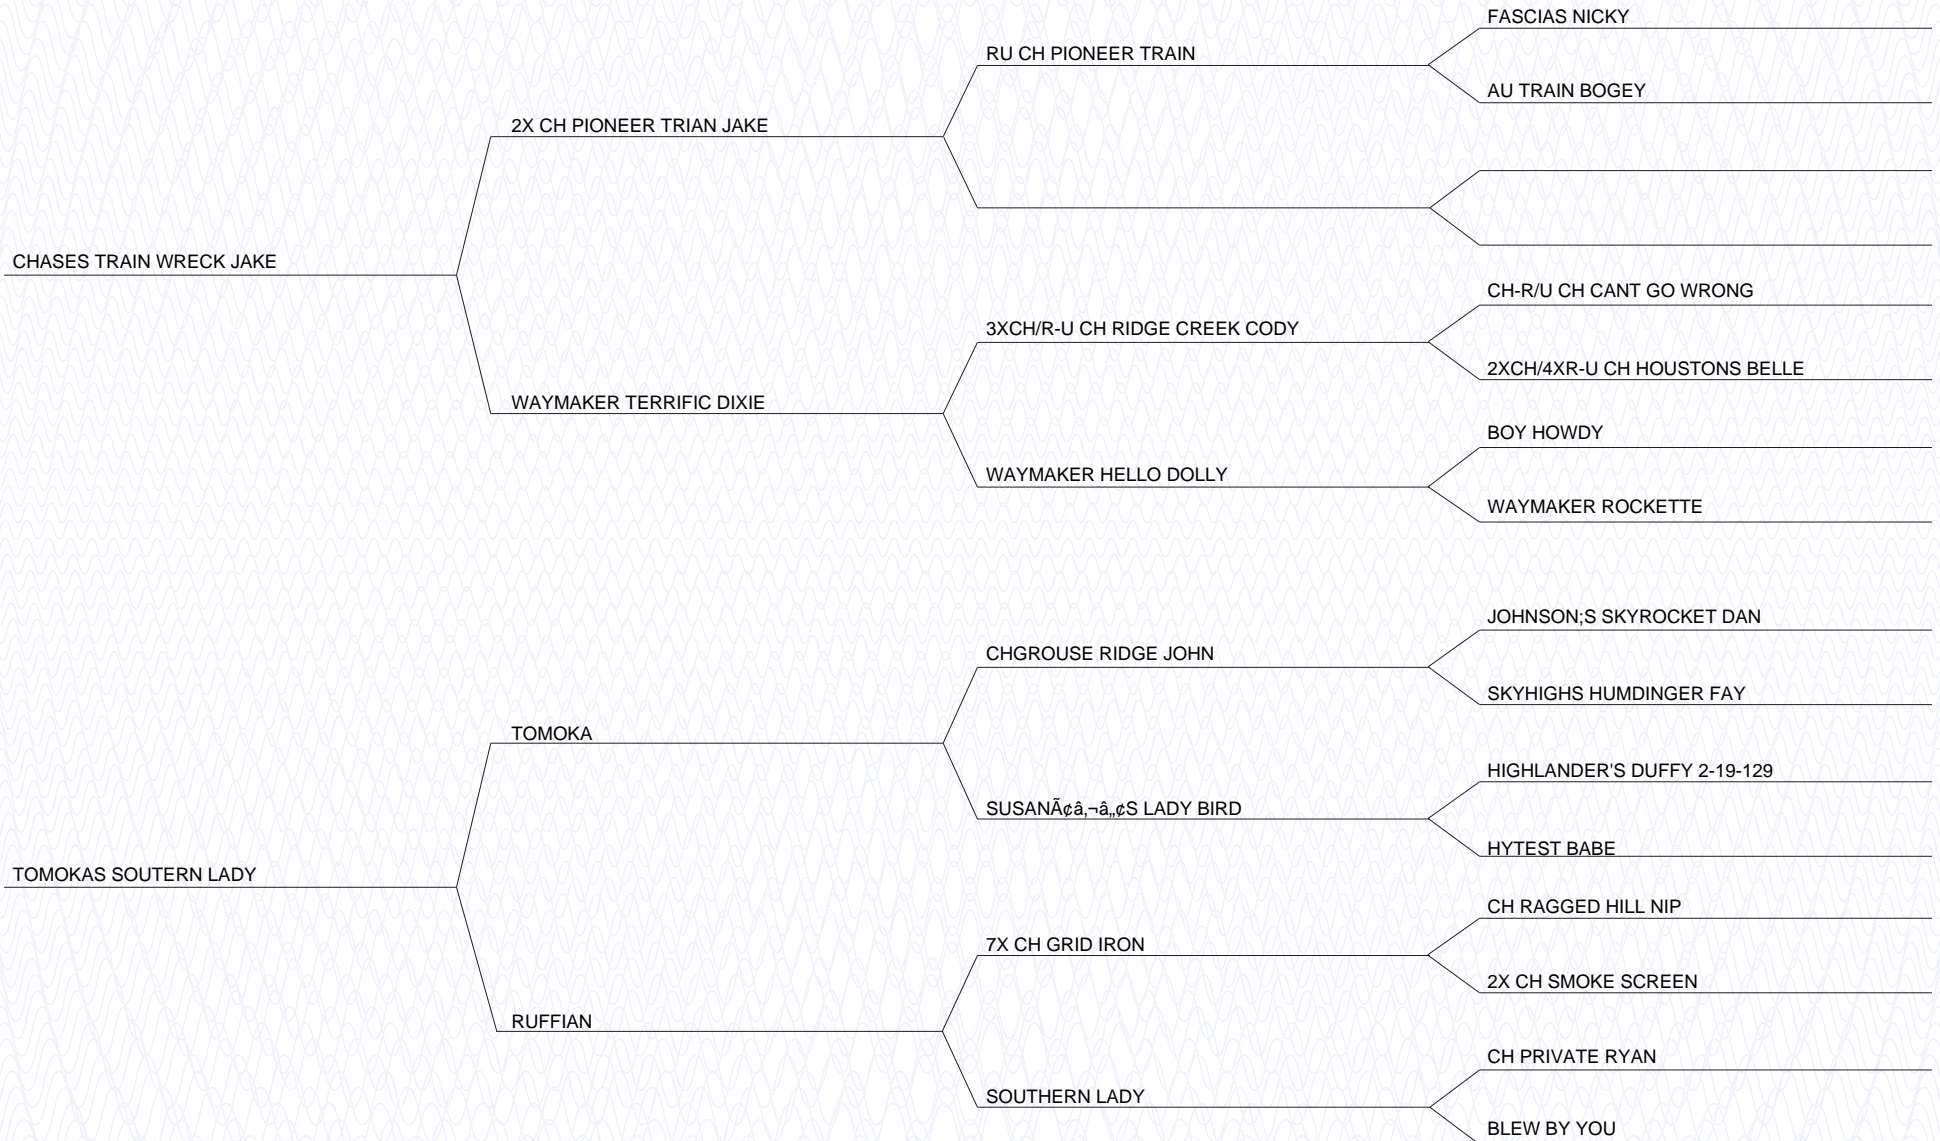 FASCIAS NICKY
RU CH PIONEER TRAIN
AU TRAIN BOGEY
2X CH PIONEER TRIAN JAKE
CHASES TRAIN WRECK JAKE
CH-R/U CH CANT GO WRONG
3XCH/R-U CH RIDGE CREEK CODY
2XCH/4XR-U CH HOUSTONS BELLE
WAYMAKER TERRIFIC DIXIE
BOY HOWDY
WAYMAKER HELLO DOLLY
WAYMAKER ROCKETTE
JOHNSON;S SKYROCKET DAN
CHGROUSE RIDGE JOHN
SKYHIGHS HUMDINGER FAY
TOMOKA
HIGHLANDER'S DUFFY 2-19-129
SUSANÃ¢â‚¬â„¢S LADY BIRD
HYTEST BABE
TOMOKAS SOUTERN LADY
CH RAGGED HILL NIP
7X CH GRID IRON
2X CH SMOKE SCREEN
RUFFIAN
CH PRIVATE RYAN
SOUTHERN LADY
BLEW BY YOU